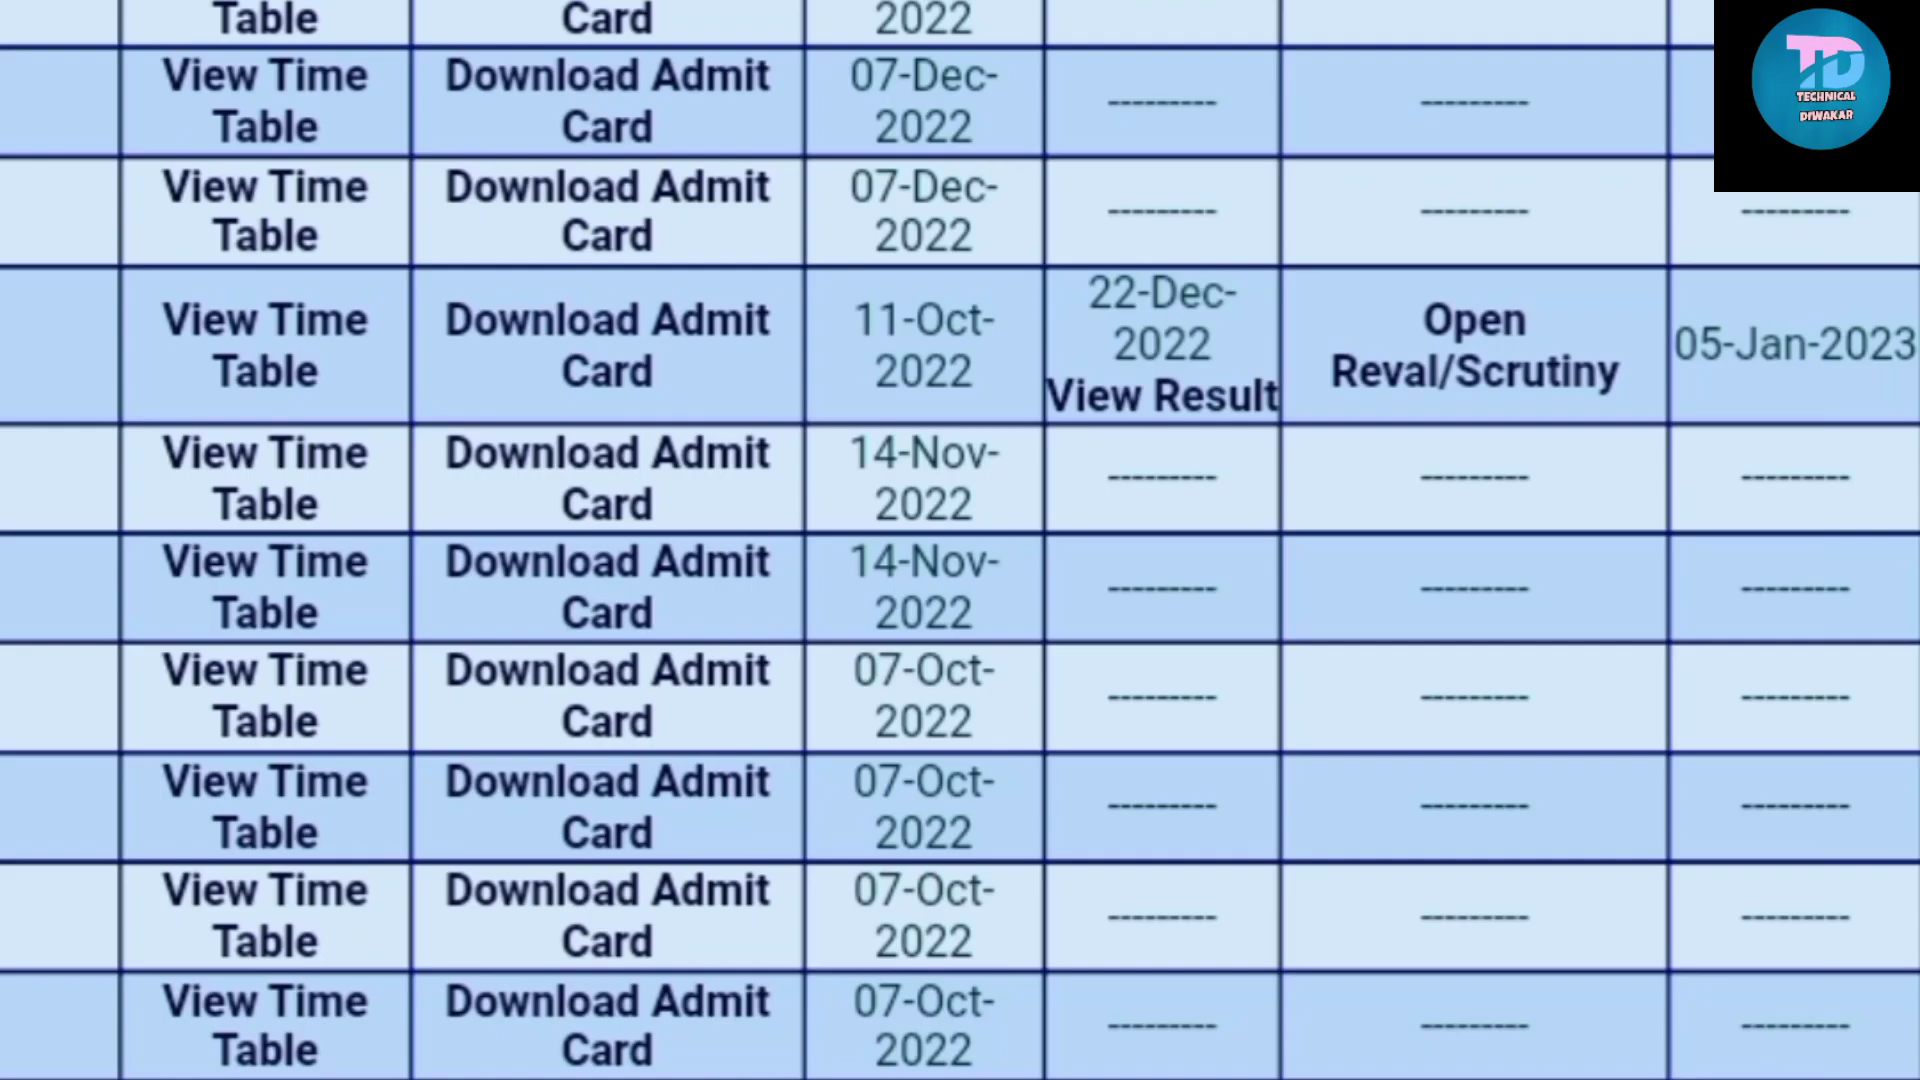 Table Card 2022
View Time Download Admit 07-Dec-
Table Card 2022 --------- ---------
View Time Download Admit 07-Dec-
Table Card 2022 --------- --------- ---------
22-Dec-
View Time Download Admit 11-Oct- 2022 Open 05-Jan-2023
Table Card 2022 View Result Reval/Scrutiny
View Time Download Admit 14-Nov-
Table Card 2022 --------- --------- ---------
View Time Download Admit 14-Nov-
Table Card 2022 --------- --------- ---------
View Time Download Admit 07-Oct-
Table Card 2022 --------- --------- ---------
View Time Download Admit 07-Oct-
Table Card 2022 --------- --------- ---------
View Time Download Admit 07-Oct-
Table Card 2022 --------- --------- ---------
View Time Download Admit 07-Oct-
Table Card 2022 --------- --------- ---------
TD
TECHNICAL
DIWAKAR